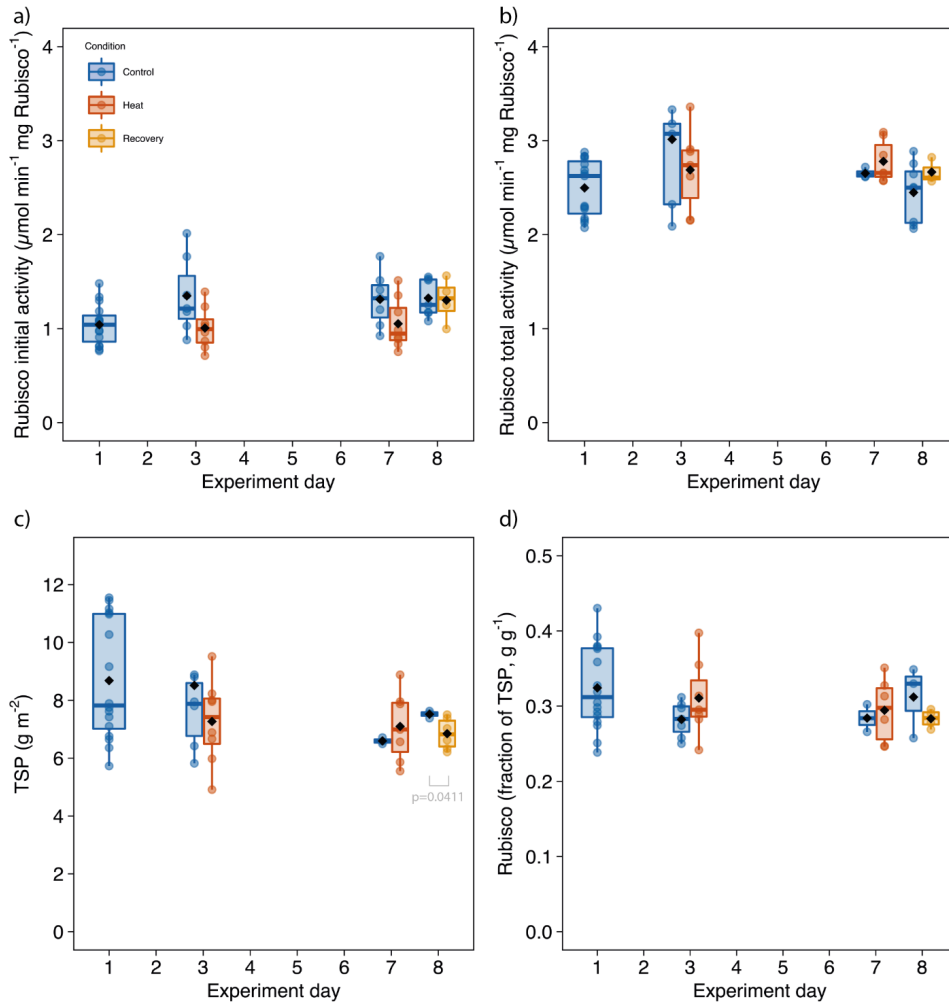 a)
Rubisco initial activity (µmol min⁻¹ mg Rubisco⁻¹)
4
3
2
1
0
Condition
Control
Heat
Recovery
1 2 3 4 5 6 7 8
Experiment day
b)
Rubisco total activity (µmol min⁻¹ mg Rubisco⁻¹)
4
3
2
1
0
1 2 3 4 5 6 7 8
Experiment day
c)
TSP (g m⁻²)
12
10
8
6
4
2
0
p=0.0411
1 2 3 4 5 6 7 8
Experiment day
d)
Rubisco (fraction of TSP, g g⁻¹)
0.5
0.4
0.3
0.2
0.1
0.0
1 2 3 4 5 6 7 8
Experiment day